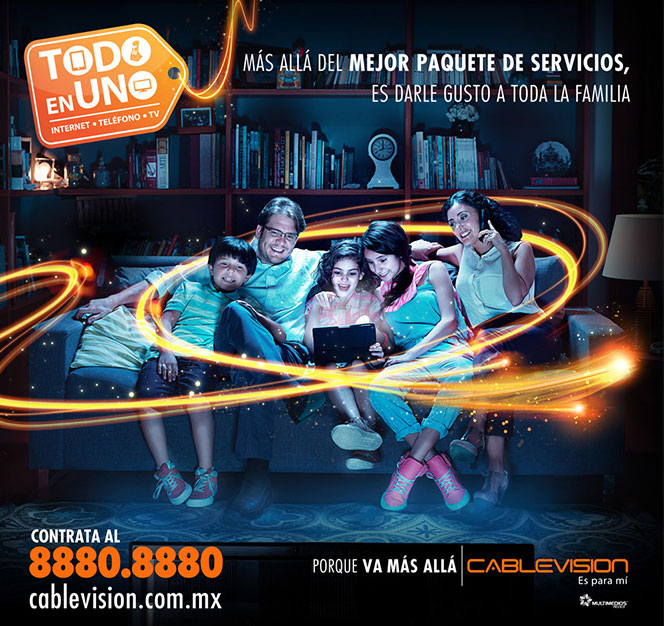 TODO
EN UNO
INTERNET • TELÉFONO • TV
MÁS ALLÁ DEL MEJOR PAQUETE DE SERVICIOS,
ES DARLE GUSTO A TODA LA FAMILIA
CONTRATA AL
8880.8880
cablevision.com.mx
PORQUE VA MÁS ALLÁ
CABLEVISION
Es para mí
MULTIMEDIOS